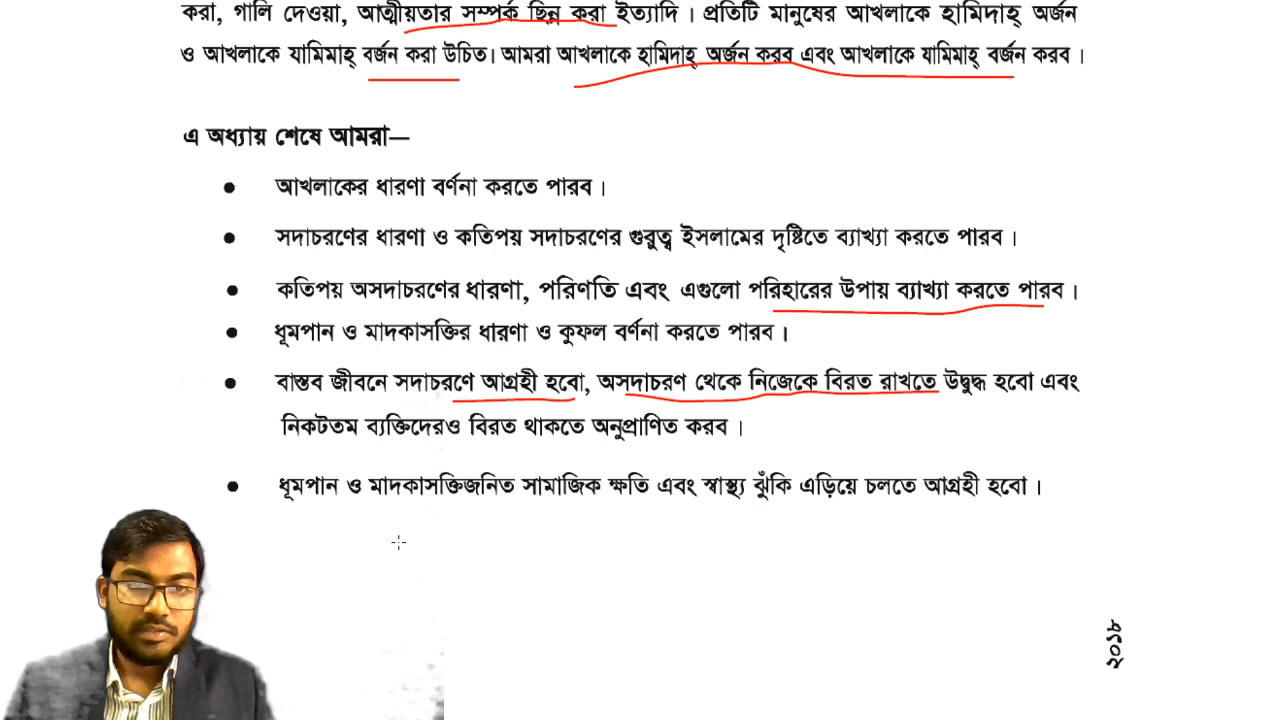 করা, গালি দেওয়া, আত্মীয়তার সম্পর্ক ছিন্ন করা ইত্যাদি। প্রতিটি মানুষের আখলাকে হামিদাহ্ অর্জন
ও আখলাকে যামিমাহ্ বর্জন করা উচিত। আমরা আখলাকে হামিদাহ্ অর্জন করব এবং আখলাকে যামিমাহ্ বর্জন করব।
এ অধ্যায় শেষে আমরা—
● আখলাকের ধারণা বর্ণনা করতে পারব।
● সদাচরণের ধারণা ও কতিপয় সদাচরণের গুরুত্ব ইসলামের দৃষ্টিতে ব্যাখ্যা করতে পারব।
● কতিপয় অসদাচরণের ধারণা, পরিণতি এবং এগুলো পরিহারের উপায় ব্যাখ্যা করতে পারব।
● ধূমপান ও মাদকাসক্তির ধারণা ও কুফল বর্ণনা করতে পারব।
● বাস্তব জীবনে সদাচরণে আগ্রহী হবো, অসদাচরণ থেকে নিজেকে বিরত রাখতে উদ্বুদ্ধ হবো এবং
নিকটতম ব্যক্তিদেরও বিরত থাকতে অনুপ্রাণিত করব।
● ধূমপান ও মাদকাসক্তিজনিত সামাজিক ক্ষতি এবং স্বাস্থ্য ঝুঁকি এড়িয়ে চলতে আগ্রহী হবো।
২০১৮